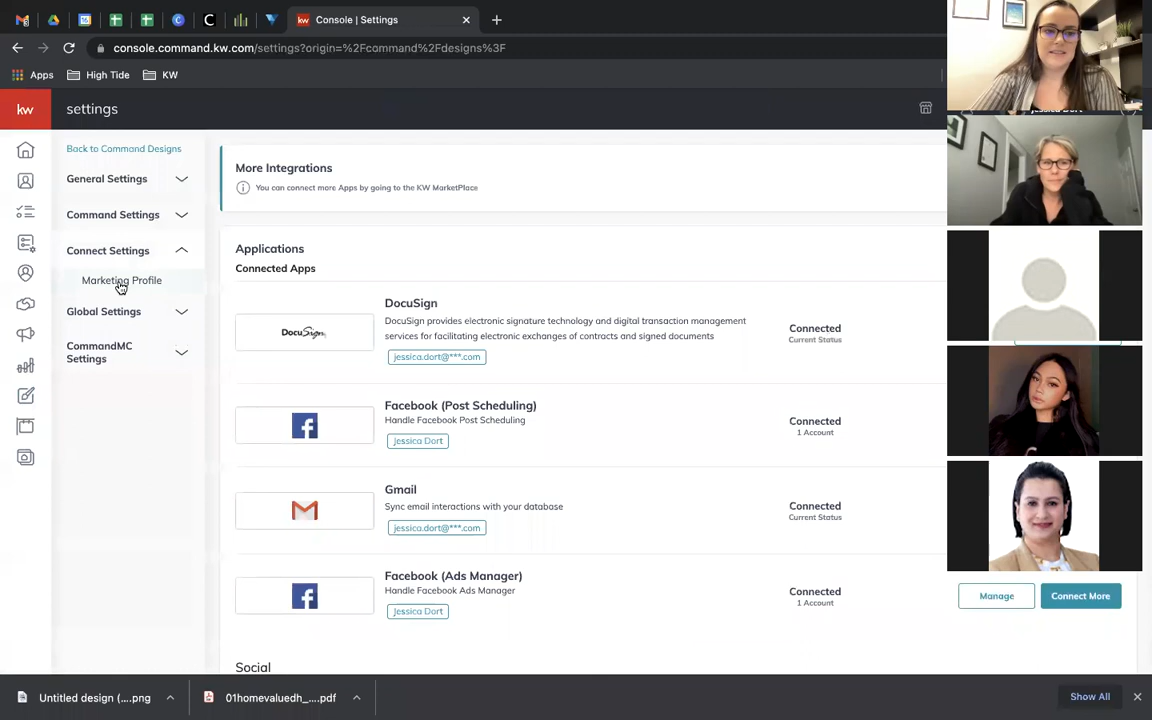 Console | Settings
console.command.kw.com/settings?origin=%2Fcommand%2Fdesigns%3F
Apps
High Tide
KW
kw
settings
Back to Command Designs
General Settings
Command Settings
Connect Settings
Marketing Profile
Global Settings
CommandMC
Settings
More Integrations
You can connect more Apps by going to the KW MarketPlace
Applications
Connected Apps
DocuSign
DocuSign
DocuSign provides electronic signature technology and digital transaction management
services for facilitating electronic exchanges of contracts and signed documents
jessica.dort@***.com
Connected
Current Status
Facebook (Post Scheduling)
Handle Facebook Post Scheduling
Jessica Dort
Connected
1 Account
Gmail
Sync email interactions with your database
jessica.dort@***.com
Connected
Current Status
Facebook (Ads Manager)
Handle Facebook Ads Manager
Jessica Dort
Connected
1 Account
Manage
Connect More
Social
Untitled design (....png
01homevaluedh_....pdf
Show All